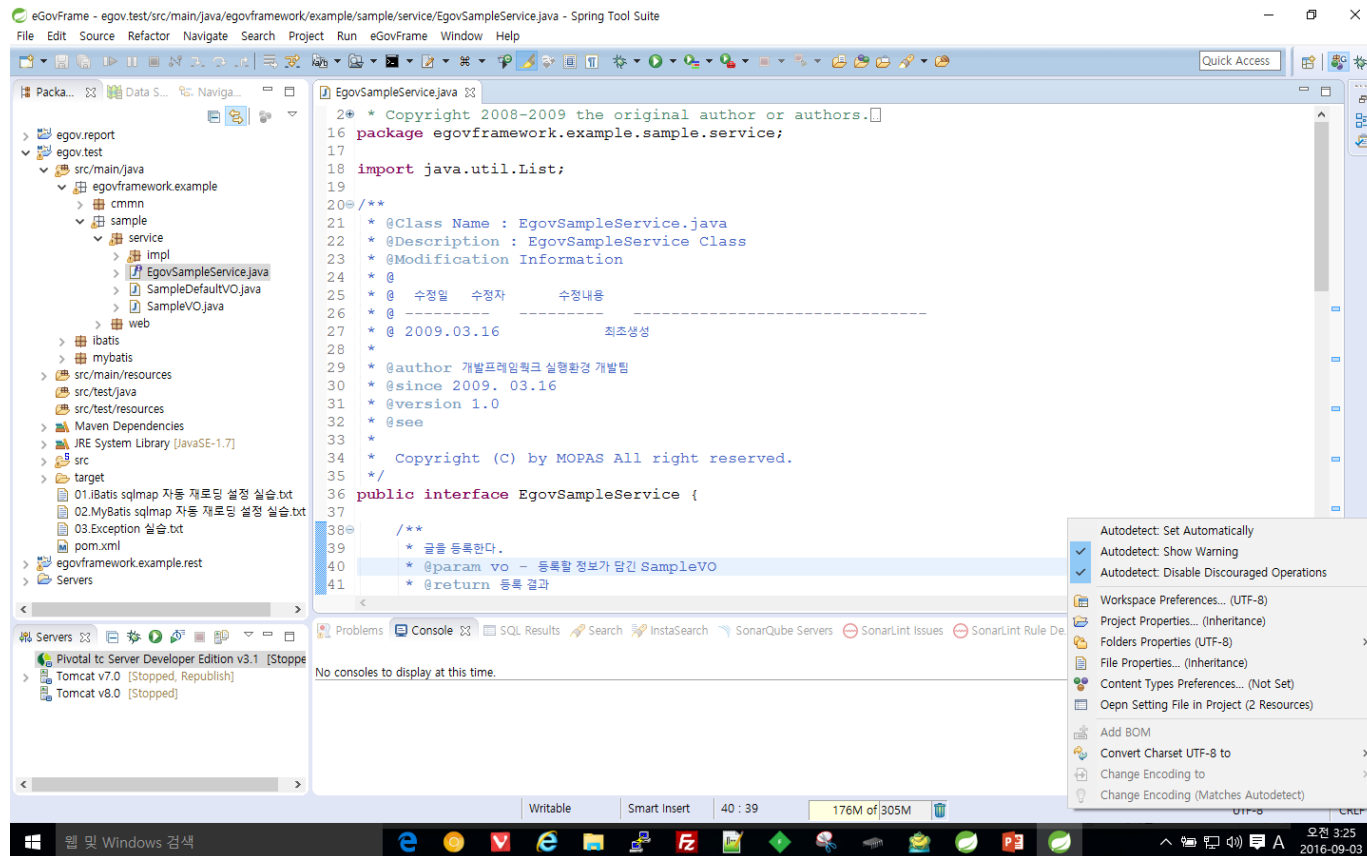 eGovFrame - egov.test/src/main/java/egovframework/example/sample/service/EgovSampleService.java - Spring Tool Suite
File Edit Source Refactor Navigate Search Project Run eGovFrame Window Help
Quick Access
Packa...
Data S...
Naviga...
egov.report
egov.test
src/main/java
egovframework.example
cmmn
sample
service
impl
EgovSampleService.java
SampleDefaultVO.java
SampleVO.java
web
ibatis
mybatis
src/main/resources
src/test/java
src/test/resources
Maven Dependencies
JRE System Library [JavaSE-1.7]
src
target
01.iBatis sqlmap 자동 재로딩 설정 실습.txt
02.MyBatis sqlmap 자동 재로딩 설정 실습.txt
03.Exception 실습.txt
pom.xml
egovframework.example.rest
Servers
EgovSampleService.java
2 * Copyright 2008-2009 the original author or authors.
16 package egovframework.example.sample.service;
17
18 import java.util.List;
19
20 /**
21 * @Class Name : EgovSampleService.java
22 * @Description : EgovSampleService Class
23 * @Modification Information
24 * @
25 * @ 수정일 수정자 수정내용
26 * @ --------- --------- -------------------------------
27 * @ 2009.03.16 최초생성
28 *
29 * @author 개발프레임웍크 실행환경 개발팀
30 * @since 2009. 03.16
31 * @version 1.0
32 * @see
33 *
34 * Copyright (C) by MOPAS All right reserved.
35 */
36 public interface EgovSampleService {
37
38 /**
39 * 글을 등록한다.
40 * @param vo - 등록할 정보가 담긴 SampleVO
41 * @return 등록 결과
Autodetect: Set Automatically
Autodetect: Show Warning
Autodetect: Disable Discouraged Operations
Workspace Preferences... (UTF-8)
Project Properties... (Inheritance)
Folders Properties (UTF-8)
File Properties... (Inheritance)
Content Types Preferences... (Not Set)
Oepn Setting File in Project (2 Resources)
Add BOM
Convert Charset UTF-8 to
Change Encoding to
Change Encoding (Matches Autodetect)
Servers
Pivotal tc Server Developer Edition v3.1 [Stoppe
Tomcat v7.0 [Stopped, Republish]
Tomcat v8.0 [Stopped]
Problems Console SQL Results Search InstaSearch SonarQube Servers SonarLint Issues SonarLint Rule De
No consoles to display at this time.
Writable Smart Insert 40 : 39 176M of 305M UTF-8 CRLF
웹 및 Windows 검색
A
오전 3:25
2016-09-03